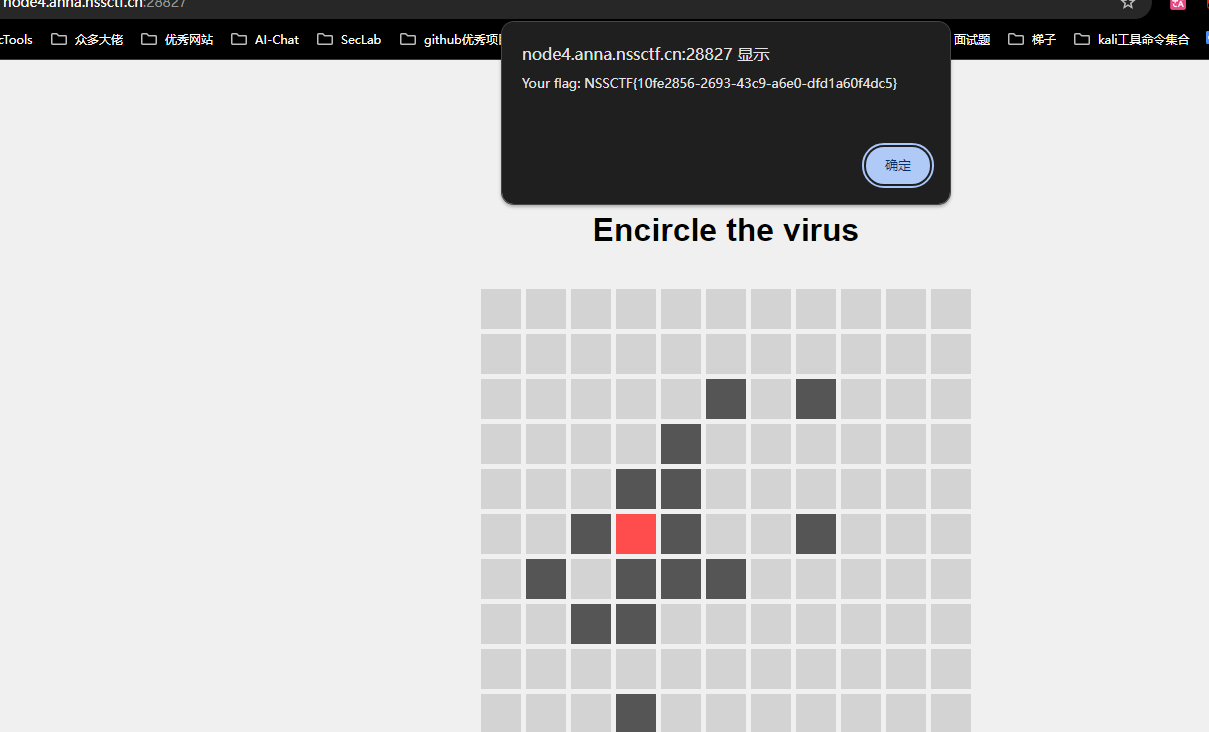 node4.anna.nssctf.cn:28827
cTools 众多大佬 优秀网站 AI-Chat SecLab github优秀项 面试题 梯子 kali工具命令集合
node4.anna.nssctf.cn:28827 显示
Your flag: NSSCTF{10fe2856-2693-43c9-a6e0-dfd1a60f4dc5}
确定
Encircle the virus